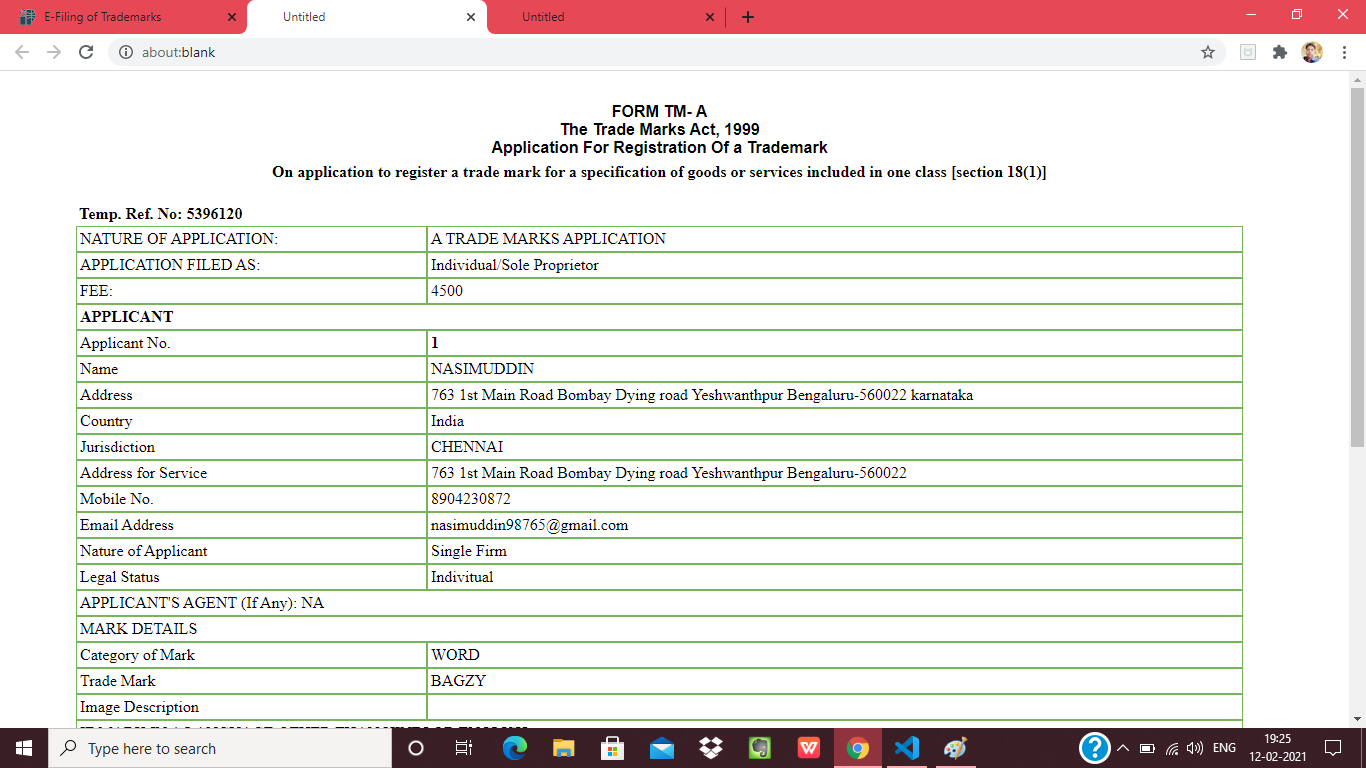 E-Filing of Trademarks
Untitled
Untitled
about:blank
FORM TM- A
The Trade Marks Act, 1999
Application For Registration Of a Trademark
On application to register a trade mark for a specification of goods or services included in one class [section 18(1)]
Temp. Ref. No: 5396120
NATURE OF APPLICATION: A TRADE MARKS APPLICATION
APPLICATION FILED AS: Individual/Sole Proprietor
FEE: 4500
APPLICANT
Applicant No. 1
Name NASIMUDDIN
Address 763 1st Main Road Bombay Dying road Yeshwanthpur Bengaluru-560022 karnataka
Country India
Jurisdiction CHENNAI
Address for Service 763 1st Main Road Bombay Dying road Yeshwanthpur Bengaluru-560022
Mobile No. 8904230872
Email Address nasimuddin98765@gmail.com
Nature of Applicant Single Firm
Legal Status Indivitual
APPLICANT'S AGENT (If Any): NA
MARK DETAILS
Category of Mark WORD
Trade Mark BAGZY
Image Description
Type here to search
ENG
19:25
12-02-2021